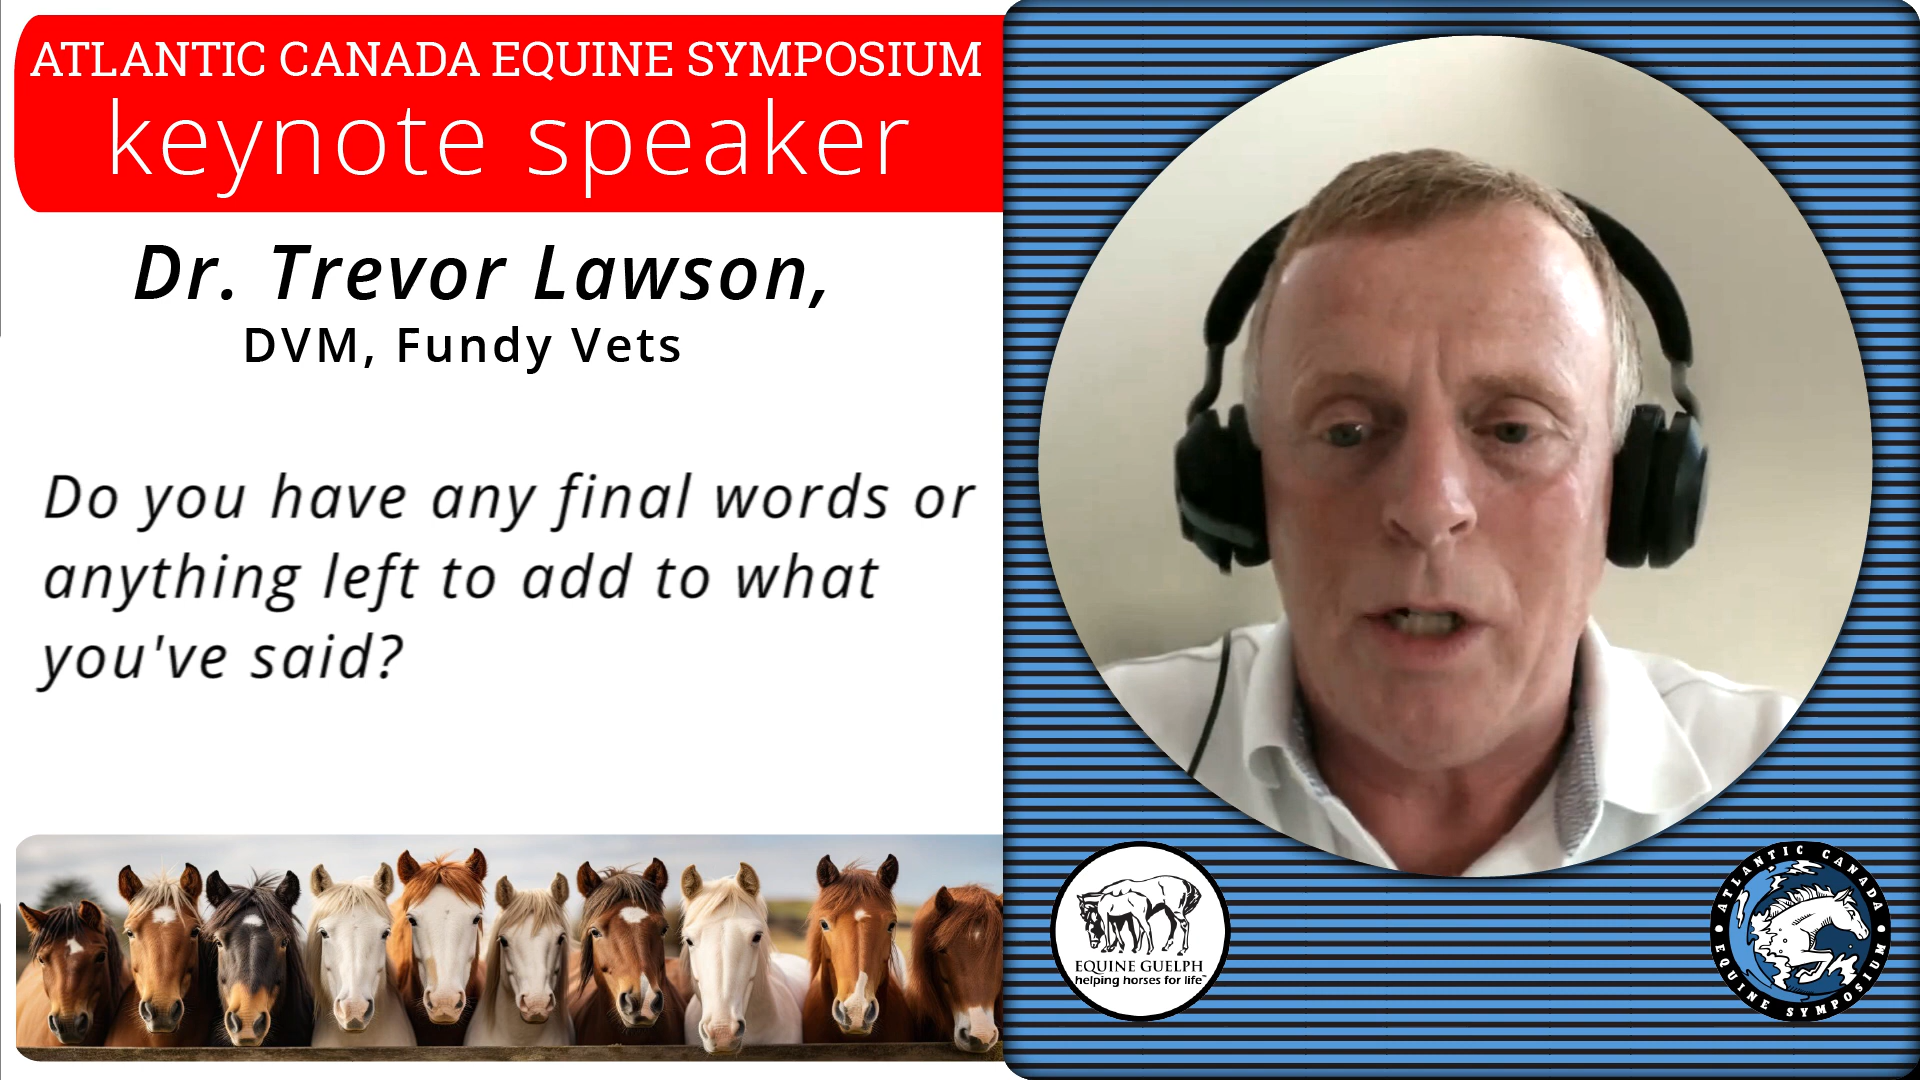 ATLANTIC CANADA EQUINE SYMPOSIUM
keynote speaker
Dr. Trevor Lawson,
DVM, Fundy Vets
Do you have any final words or
anything left to add to what
you've said?
EQUINE GUELPH
helping horses for life™
ATLANTIC CANADA
EQUINE SYMPOSIUM